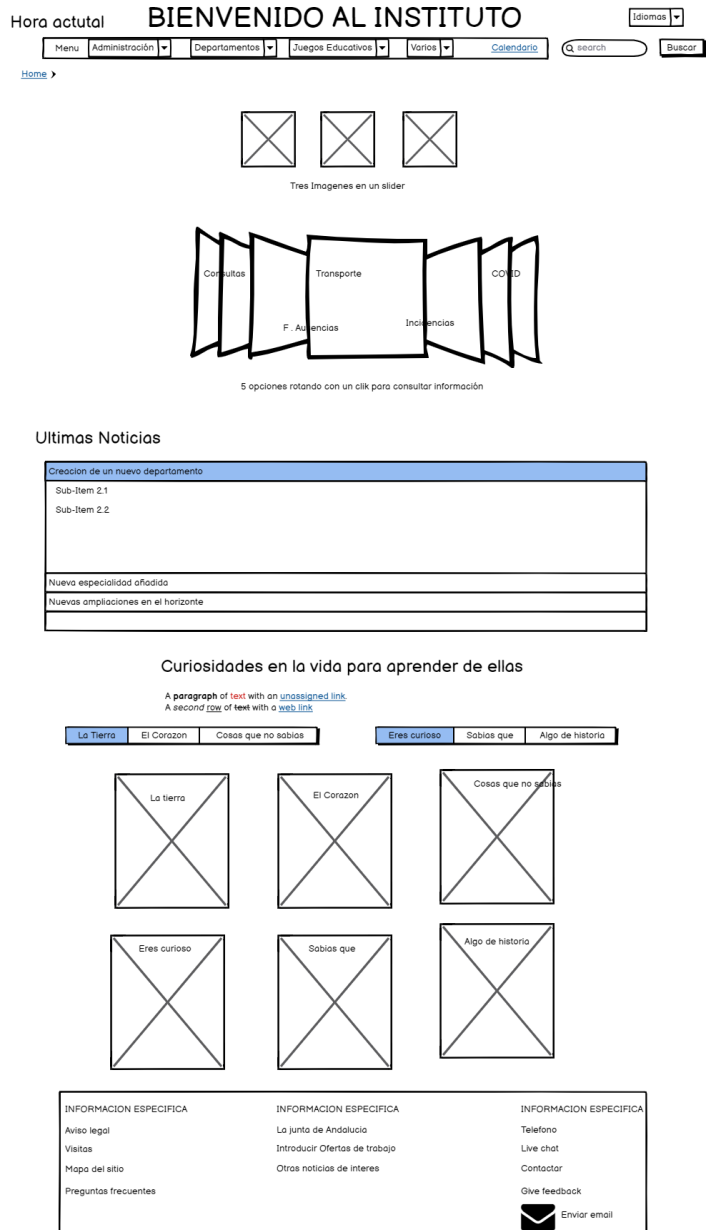 Hora actutal
BIENVENIDO AL INSTITUTO
Idiomas
Menu Administración Departamentos Juegos Educativos Varios Calendario search Buscar
Home
Tres Imagenes en un slider
Consultas Transporte COVID
F . Ausencias Incidencias
5 opciones rotando con un clik para consultar información
Ultimas Noticias
Creacion de un nuevo departamento
Sub-Item 2.1
Sub-Item 2.2
Nueva especialidad añadida
Nuevas ampliaciones en el horizonte
Curiosidades en la vida para aprender de ellas
A paragraph of text with an unassigned link.
A second row of text with a web link
La Tierra El Corazon Cosas que no sabias Eres curioso Sabias que Algo de historia
La tierra El Corazon Cosas que no sabias
Eres curioso Sabias que Algo de historia
INFORMACION ESPECIFICA INFORMACION ESPECIFICA INFORMACION ESPECIFICA
Aviso legal La junta de Andalucia Telefono
Visitas Introducir Ofertas de trabajo Live chat
Mapa del sitio Otras noticias de interes Contactar
Preguntas frecuentes Give feedback
Enviar email